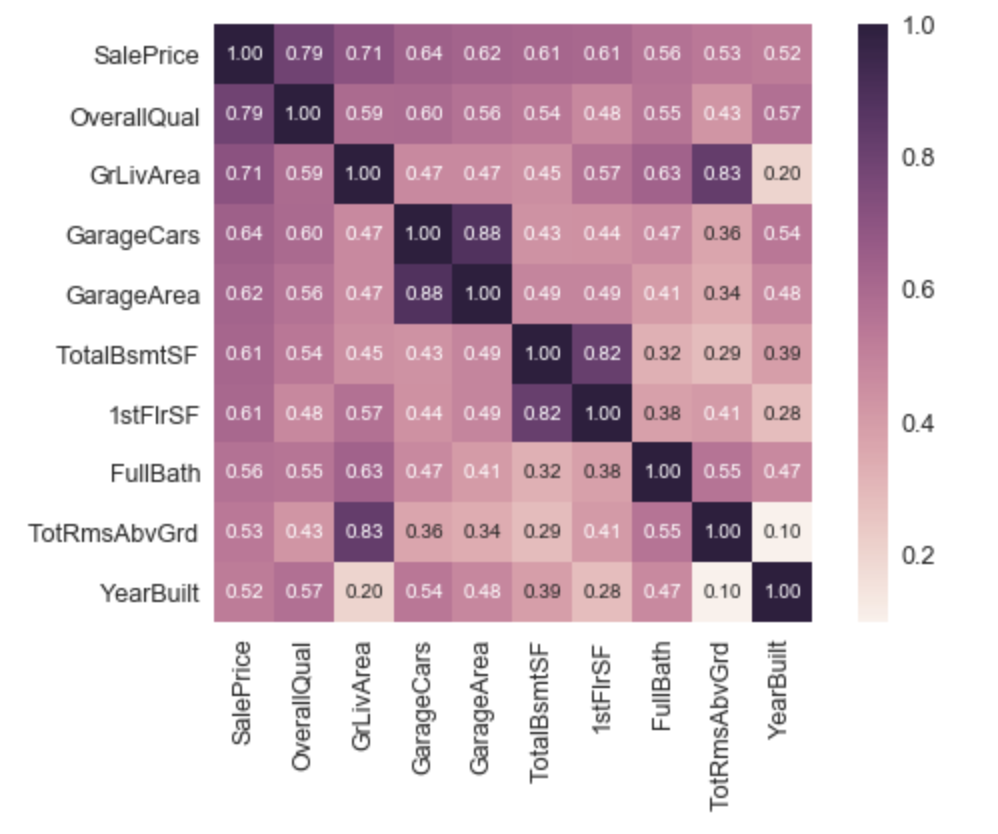 SalePrice 1.00 0.79 0.71 0.64 0.62 0.61 0.61 0.56 0.53 0.52
OverallQual 0.79 1.00 0.59 0.60 0.56 0.54 0.48 0.55 0.43 0.57
GrLivArea 0.71 0.59 1.00 0.47 0.47 0.45 0.57 0.63 0.83 0.20
GarageCars 0.64 0.60 0.47 1.00 0.88 0.43 0.44 0.47 0.36 0.54
GarageArea 0.62 0.56 0.47 0.88 1.00 0.49 0.49 0.41 0.34 0.48
TotalBsmtSF 0.61 0.54 0.45 0.43 0.49 1.00 0.82 0.32 0.29 0.39
1stFlrSF 0.61 0.48 0.57 0.44 0.49 0.82 1.00 0.38 0.41 0.28
FullBath 0.56 0.55 0.63 0.47 0.41 0.32 0.38 1.00 0.55 0.47
TotRmsAbvGrd 0.53 0.43 0.83 0.36 0.34 0.29 0.41 0.55 1.00 0.10
YearBuilt 0.52 0.57 0.20 0.54 0.48 0.39 0.28 0.47 0.10 1.00
SalePrice
OverallQual
GrLivArea
GarageCars
GarageArea
TotalBsmtSF
1stFlrSF
FullBath
TotRmsAbvGrd
YearBuilt
1.0
0.8
0.6
0.4
0.2